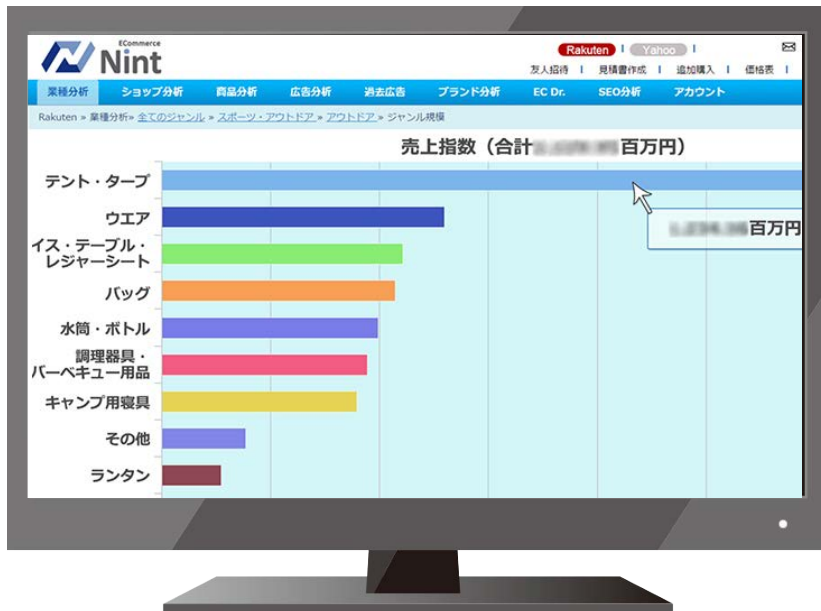 ECommerce
Nint
Rakuten | Yahoo |
友人招待 | 見積書作成 | 追加購入 | 価格表 |
業種分析 ショップ分析 商品分析 広告分析 過去広告 ブランド分析 EC Dr. SEO分析 アカウント
Rakuten » 業種分析» 全てのジャンル » スポーツ・アウトドア » アウトドア » ジャンル規模
売上指数（合計 百万円）
テント・タープ
百万円
ウエア
イス・テーブル・
レジャーシート
バッグ
水筒・ボトル
調理器具・
バーベキュー用品
キャンプ用寝具
その他
ランタン